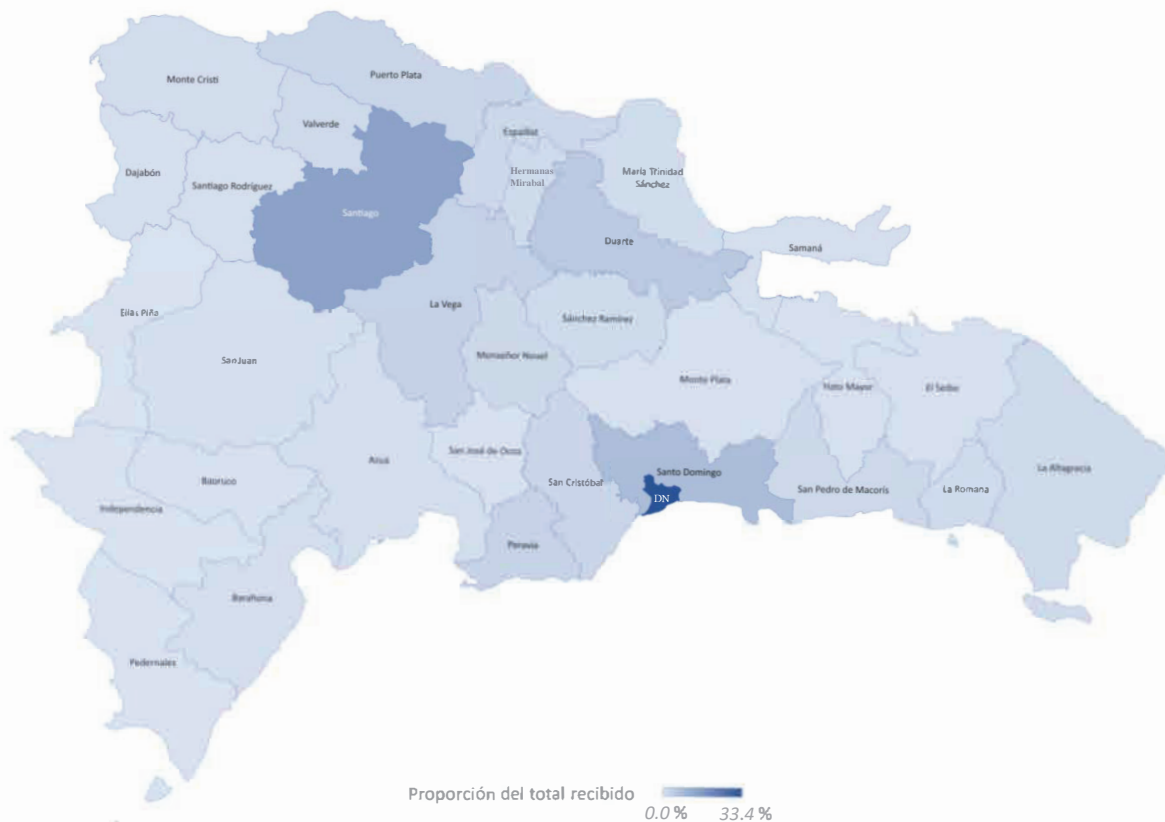 Monte Cristi
Puerto Plata
Valverde
Espaillat
Dajabón
Santiago Rodríguez
Hermanas
Mirabal
María Trinidad
Sánchez
Santiago
Duarte
Samaná
Elías Piña
La Vega
Sánchez Ramírez
San Juan
Monseñor Nouel
Monte Plata
Hato Mayor
El Seibo
San José de Ocoa
Azua
La Altagracia
Baoruco
San Cristóbal
Santo Domingo
San Pedro de Macorís
La Romana
DN
Independencia
Peravia
Barahona
Pedernales
Proporción del total recibido
0.0 % 33.4 %